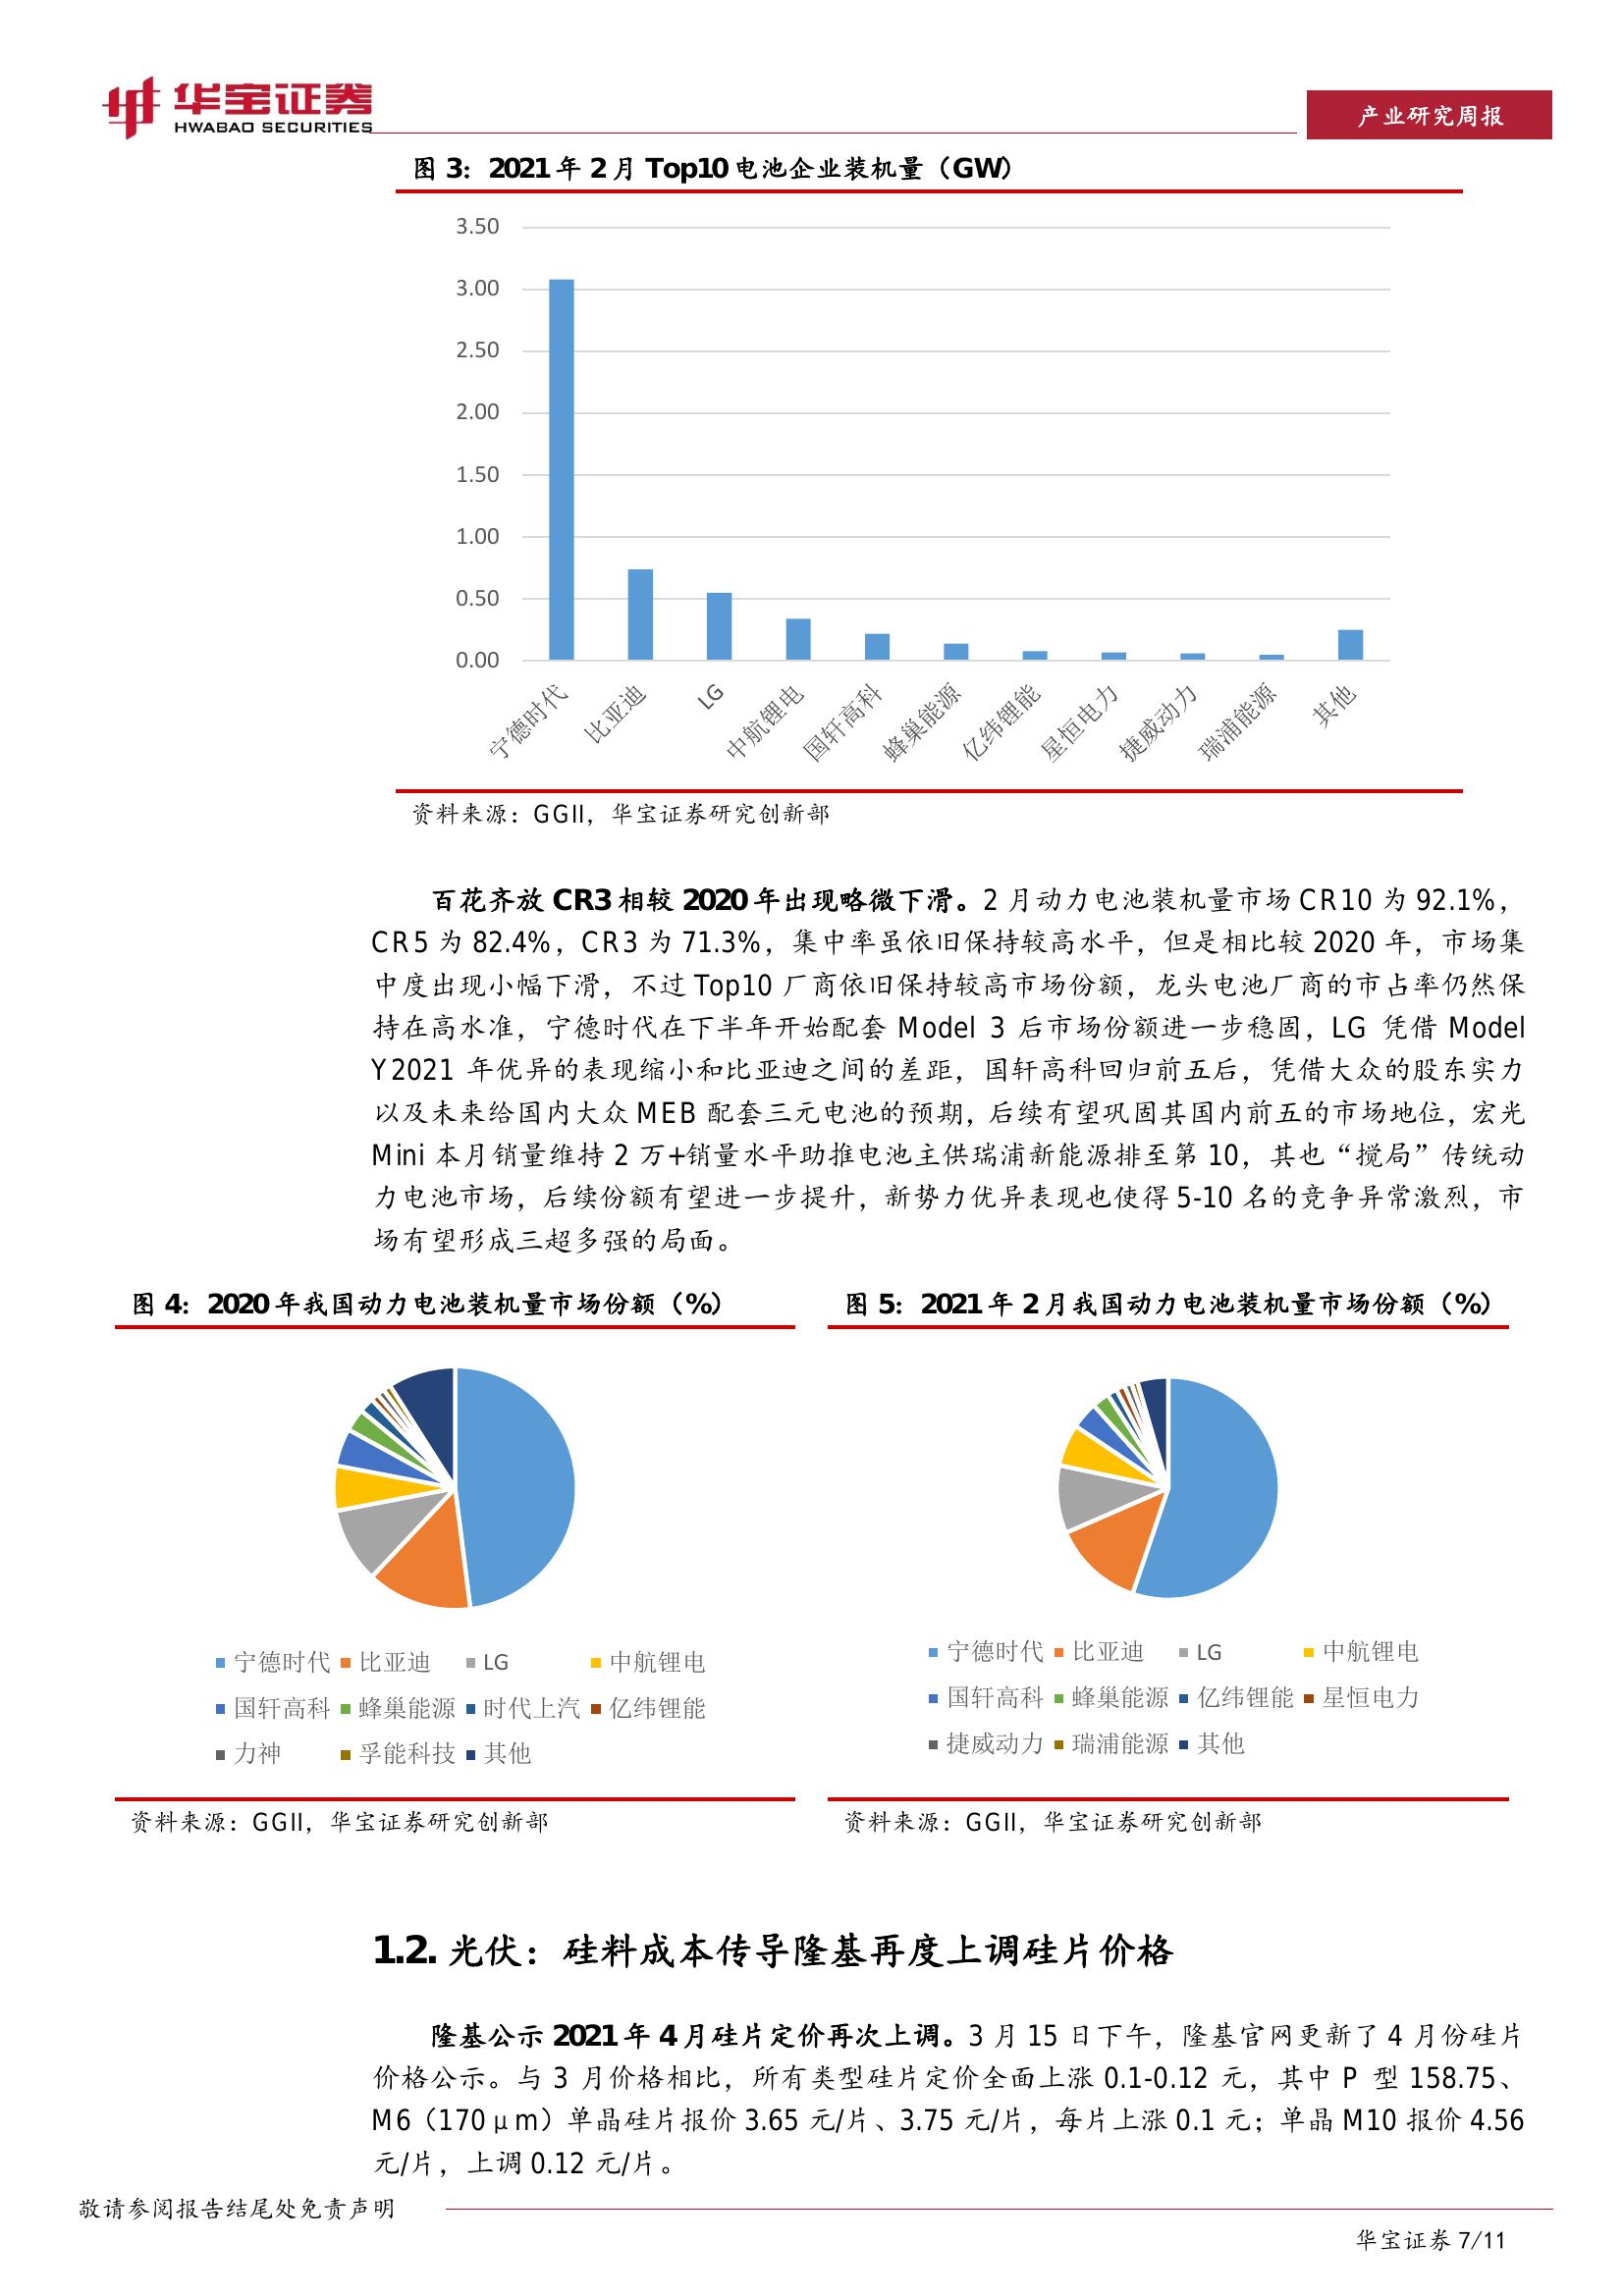 华宝证券
HWABAO SECURITIES
产业研究周报
图 3：2021 年 2 月 Top10 电池企业装机量（GW）
3.50
3.00
2.50
2.00
1.50
1.00
0.50
0.00
宁德时代
比亚迪
LG
中航锂电
国轩高科
蜂巢能源
亿纬锂能
星恒电力
捷威动力
瑞浦能源
其他
资料来源：GGII，华宝证券研究创新部
百花齐放 CR3 相较 2020 年出现略微下滑。2 月动力电池装机量市场 CR10 为 92.1%，
CR5 为 82.4%，CR3 为 71.3%，集中率虽依旧保持较高水平，但是相比较 2020 年，市场集
中度出现小幅下滑，不过 Top10 厂商依旧保持较高市场份额，龙头电池厂商的市占率仍然保
持在高水准，宁德时代在下半年开始配套 Model 3 后市场份额进一步稳固，LG 凭借 Model
Y2021 年优异的表现缩小和比亚迪之间的差距，国轩高科回归前五后，凭借大众的股东实力
以及未来给国内大众 MEB 配套三元电池的预期，后续有望巩固其国内前五的市场地位，宏光
Mini 本月销量维持 2 万+销量水平助推电池主供瑞浦新能源排至第 10，其也“搅局”传统动
力电池市场，后续份额有望进一步提升，新势力优异表现也使得 5-10 名的竞争异常激烈，市
场有望形成三超多强的局面。
图 4：2020 年我国动力电池装机量市场份额（%）
宁德时代 比亚迪 LG 中航锂电
国轩高科 蜂巢能源 时代上汽 亿纬锂能
力神 孚能科技 其他
资料来源：GGII，华宝证券研究创新部
图 5：2021 年 2 月我国动力电池装机量市场份额（%）
宁德时代 比亚迪 LG 中航锂电
国轩高科 蜂巢能源 亿纬锂能 星恒电力
捷威动力 瑞浦能源 其他
资料来源：GGII，华宝证券研究创新部
1.2. 光伏：硅料成本传导隆基再度上调硅片价格
隆基公示 2021 年 4 月硅片定价再次上调。3 月 15 日下午，隆基官网更新了 4 月份硅片
价格公示。与 3 月价格相比，所有类型硅片定价全面上涨 0.1-0.12 元，其中 P 型 158.75、
M6（170μm）单晶硅片报价 3.65 元/片、3.75 元/片，每片上涨 0.1 元；单晶 M10 报价 4.56
元/片，上调 0.12 元/片。
敬请参阅报告结尾处免责声明
华宝证券 7/11